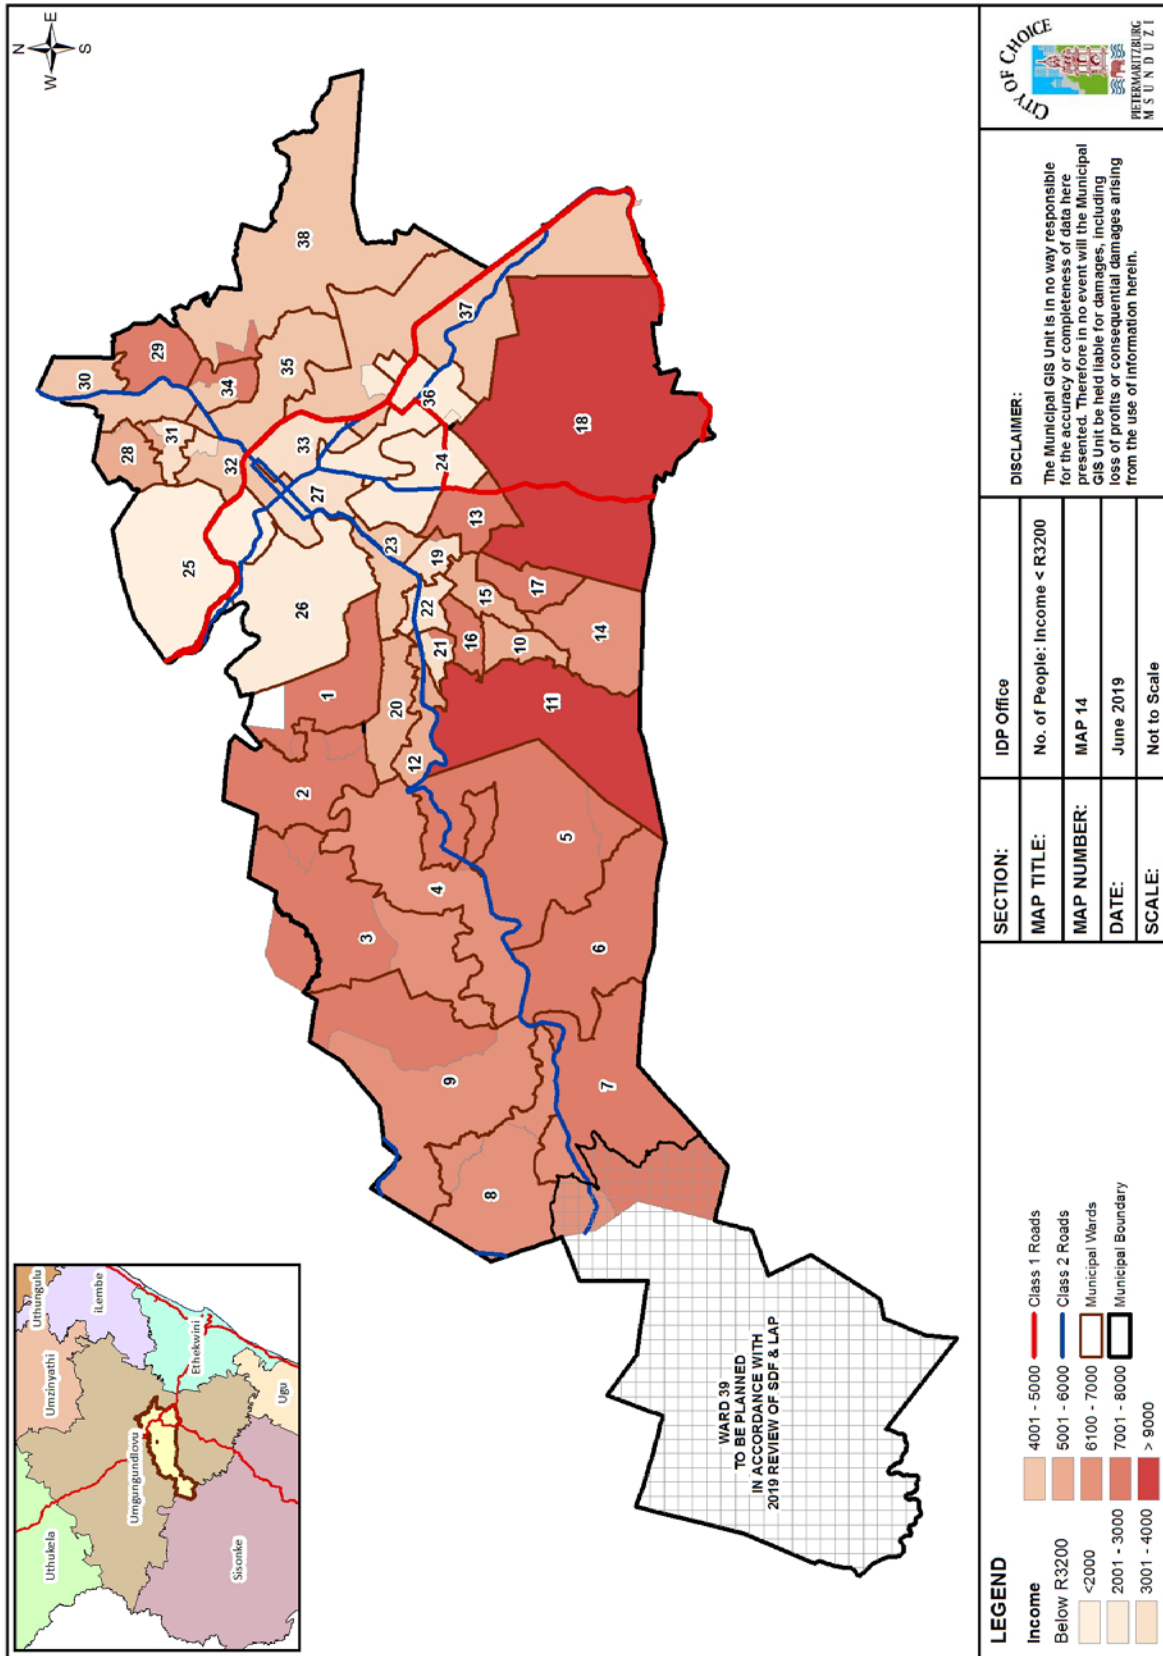 N
W
E
S
Uthukela
Umzinyathi
Uthungulu
iLembe
Umgungundlovu
Ethekwini
Sisonke
Ugu
30
29
28
31
34
38
25
32
35
33
27
37
36
26
24
18
23
13
19
1
22
15
17
21
16
20
10
14
2
12
11
3
4
5
6
9
7
8
WARD 39
TO BE PLANNED
IN ACCORDANCE WITH
2019 REVIEW OF SDF & LAP
LEGEND
Income
Below R3200
<2000
2001 - 3000
3001 - 4000
4001 - 5000
5001 - 6000
6100 - 7000
7001 - 8000
> 9000
Class 1 Roads
Class 2 Roads
Municipal Wards
Municipal Boundary
SECTION:
IDP Office
MAP TITLE:
No. of People: Income < R3200
MAP NUMBER:
MAP 14
DATE:
June 2019
SCALE:
Not to Scale
DISCLAIMER:
The Municipal GIS Unit is in no way responsible
for the accuracy or completeness of data here
presented. Therefore in no event will the Municipal
GIS Unit be held liable for damages, including
loss of profits or consequential damages arising
from the use of information herein.
CITY OF CHOICE
PIETERMARITZBURG
MSUNDUZI